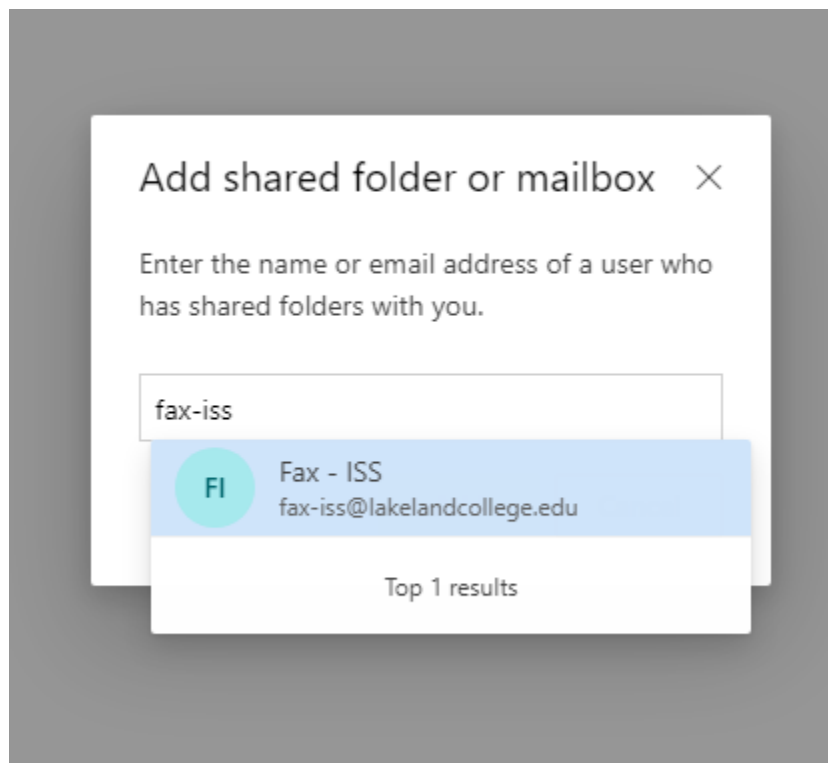 Add shared folder or mailbox
Enter the name or email address of a user who
has shared folders with you.
fax-iss
FI
Fax - ISS
fax-iss@lakelandcollege.edu
Top 1 results